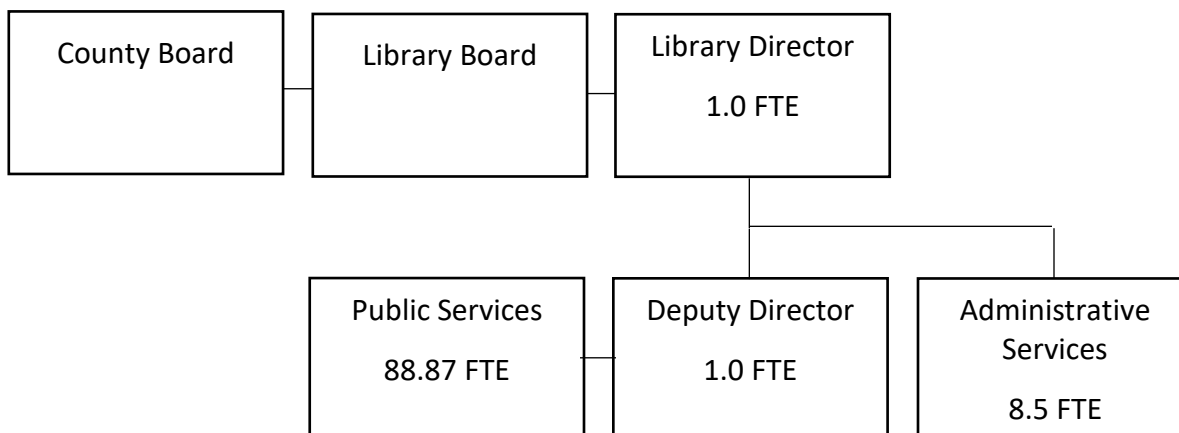 County Board
Library Board
Library Director
1.0 FTE
Public Services
88.87 FTE
Deputy Director
1.0 FTE
Administrative
Services
8.5 FTE